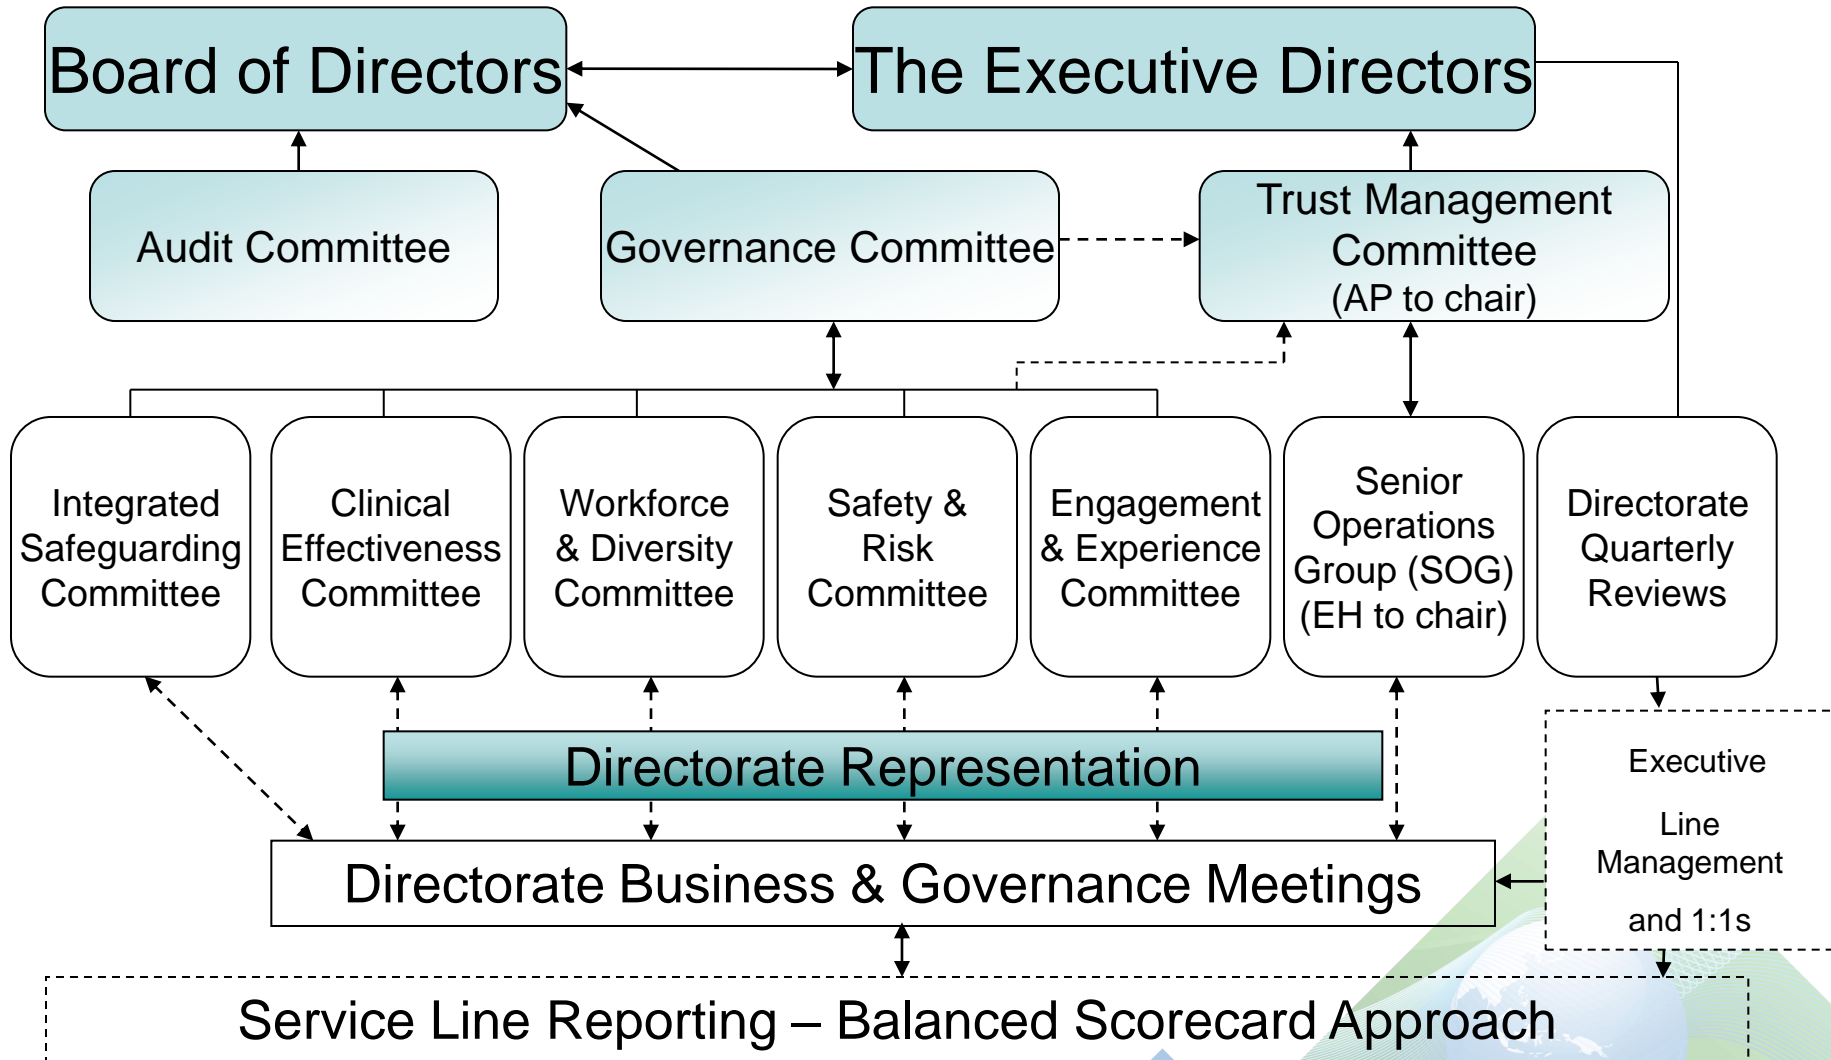 Board of Directors
The Executive Directors
Audit Committee
Governance Committee
Trust Management
Committee
(AP to chair)
Integrated
Safeguarding
Committee
Clinical
Effectiveness
Committee
Workforce
& Diversity
Committee
Safety &
Risk
Committee
Engagement
& Experience
Committee
Senior
Operations
Group (SOG)
(EH to chair)
Directorate
Quarterly
Reviews
Directorate Representation
Executive
Line
Management
and 1:1s
Directorate Business & Governance Meetings
Service Line Reporting – Balanced Scorecard Approach